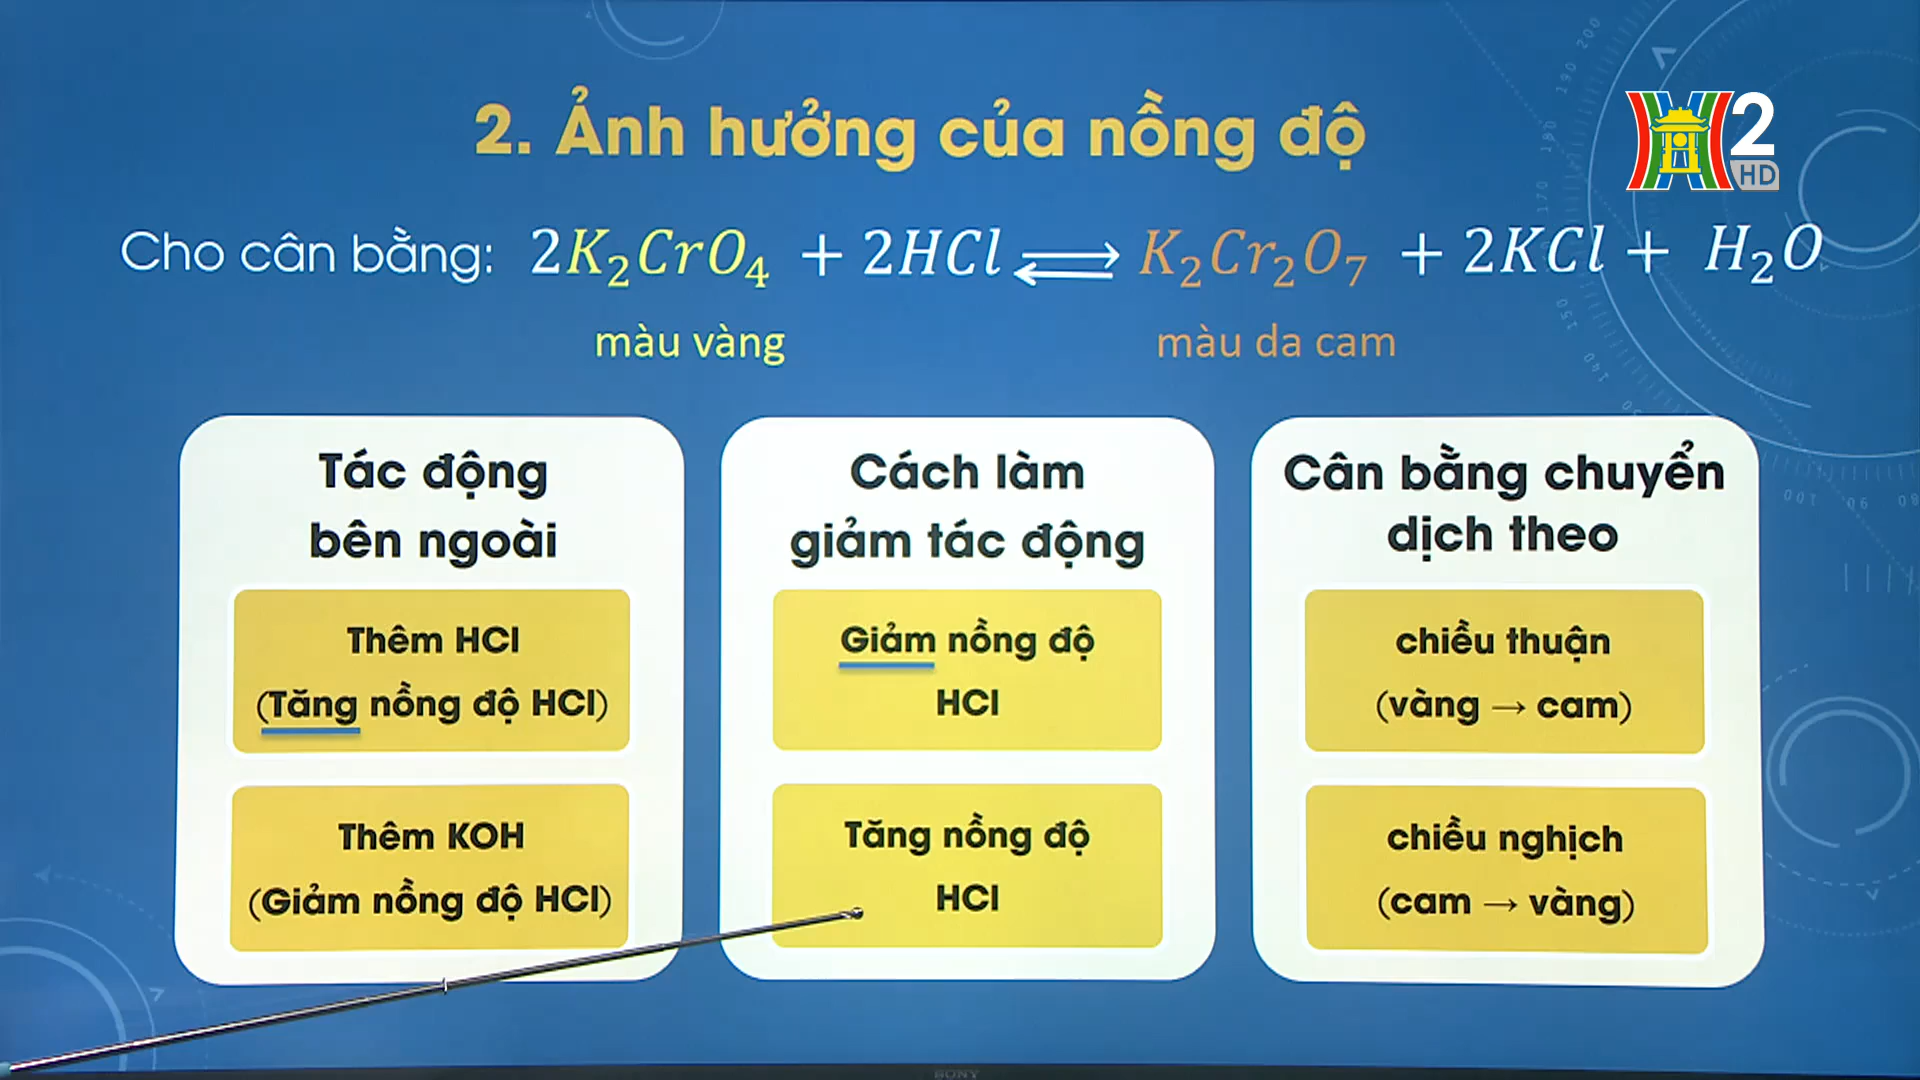 2. Ảnh hưởng của nồng độ
2 HD
Cho cân bằng: 2K₂CrO₄ + 2HCl ⇌ K₂Cr₂O₇ + 2KCl + H₂O
màu vàng
màu da cam
Tác động
bên ngoài
Thêm HCl
(Tăng nồng độ HCl)
Thêm KOH
(Giảm nồng độ HCl)
Cách làm
giảm tác động
Giảm nồng độ
HCl
Tăng nồng độ
HCl
Cân bằng chuyển
dịch theo
chiều thuận
(vàng → cam)
chiều nghịch
(cam → vàng)
SONY